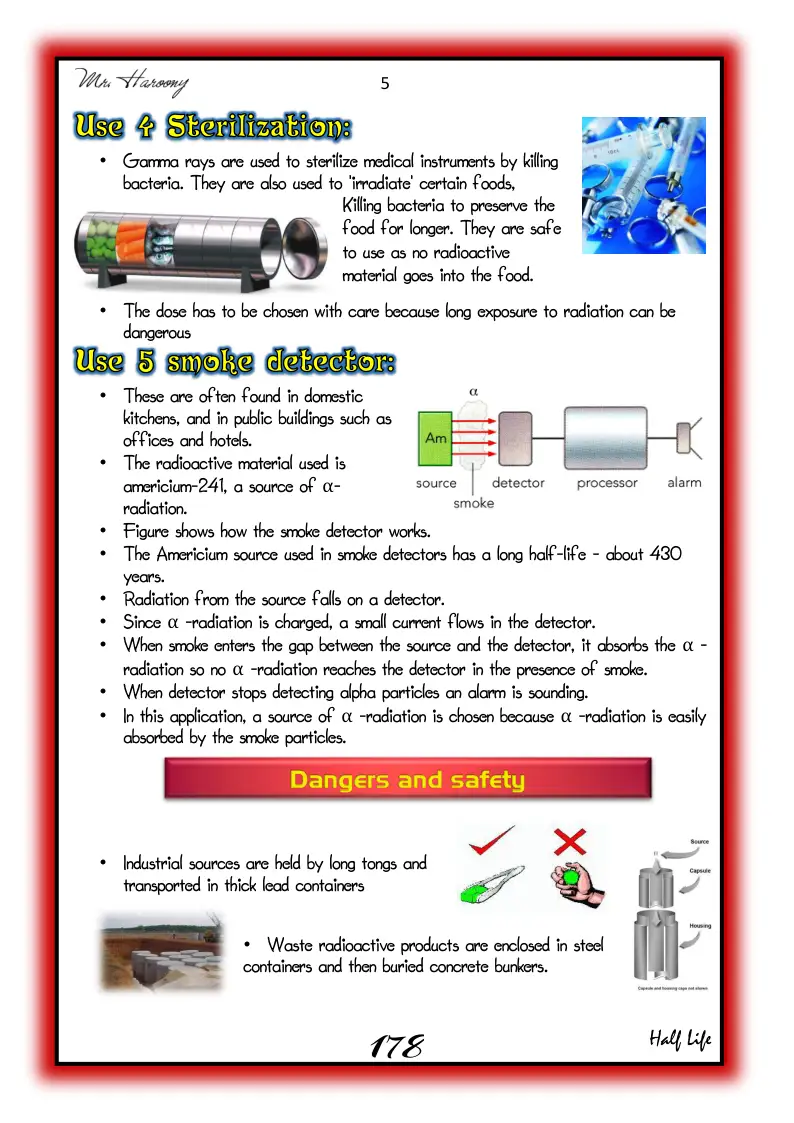 Mr. Haroony
5
Use 4 Sterilization:
• Gamma rays are used to sterilize medical instruments by killing
bacteria. They are also used to 'irradiate' certain foods,
Killing bacteria to preserve the
food for longer. They are safe
to use as no radioactive
material goes into the food.
• The dose has to be chosen with care because long exposure to radiation can be
dangerous
Use 5 smoke detector:
• These are often found in domestic
kitchens, and in public buildings such as
offices and hotels.
• The radioactive material used is
americium-241, a source of α-
radiation.
α
Am
source
smoke
detector
processor
alarm
• Figure shows how the smoke detector works.
• The Americium source used in smoke detectors has a long half-life - about 430
years.
• Radiation from the source falls on a detector.
• Since α -radiation is charged, a small current flows in the detector.
• When smoke enters the gap between the source and the detector, it absorbs the α -
radiation so no α -radiation reaches the detector in the presence of smoke.
• When detector stops detecting alpha particles an alarm is sounding.
• In this application, a source of α -radiation is chosen because α -radiation is easily
absorbed by the smoke particles.
Dangers and safety
• Industrial sources are held by long tongs and
transported in thick lead containers
Source
Capsule
Housing
Capsule and housing caps not shown
• Waste radioactive products are enclosed in steel
containers and then buried concrete bunkers.
178
Half Life